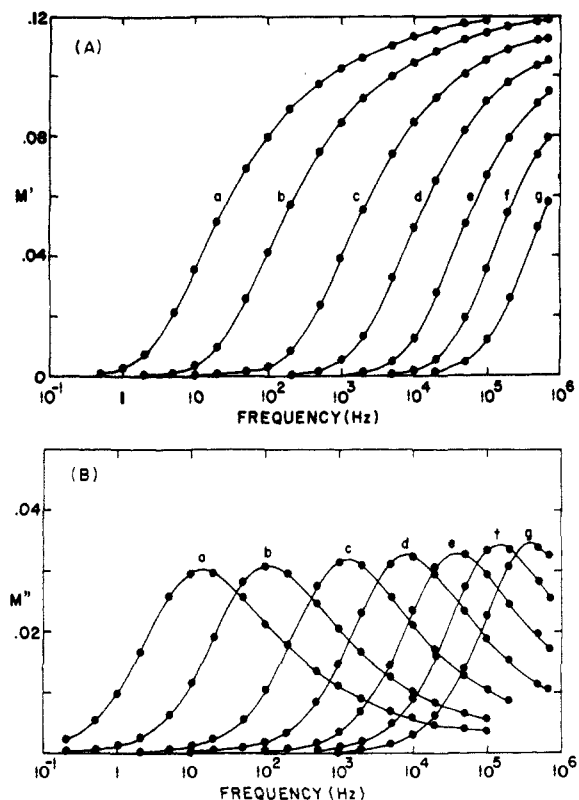 (A)
.12
.08
M'
.04
0
a b c d e f g
10⁻¹ 1 10 10² 10³ 10⁴ 10⁵ 10⁶
FREQUENCY (Hz)
(B)
.04
M"
.02
a b c d e f g
10⁻¹ 1 10 10² 10³ 10⁴ 10⁵ 10⁶
FREQUENCY (Hz)